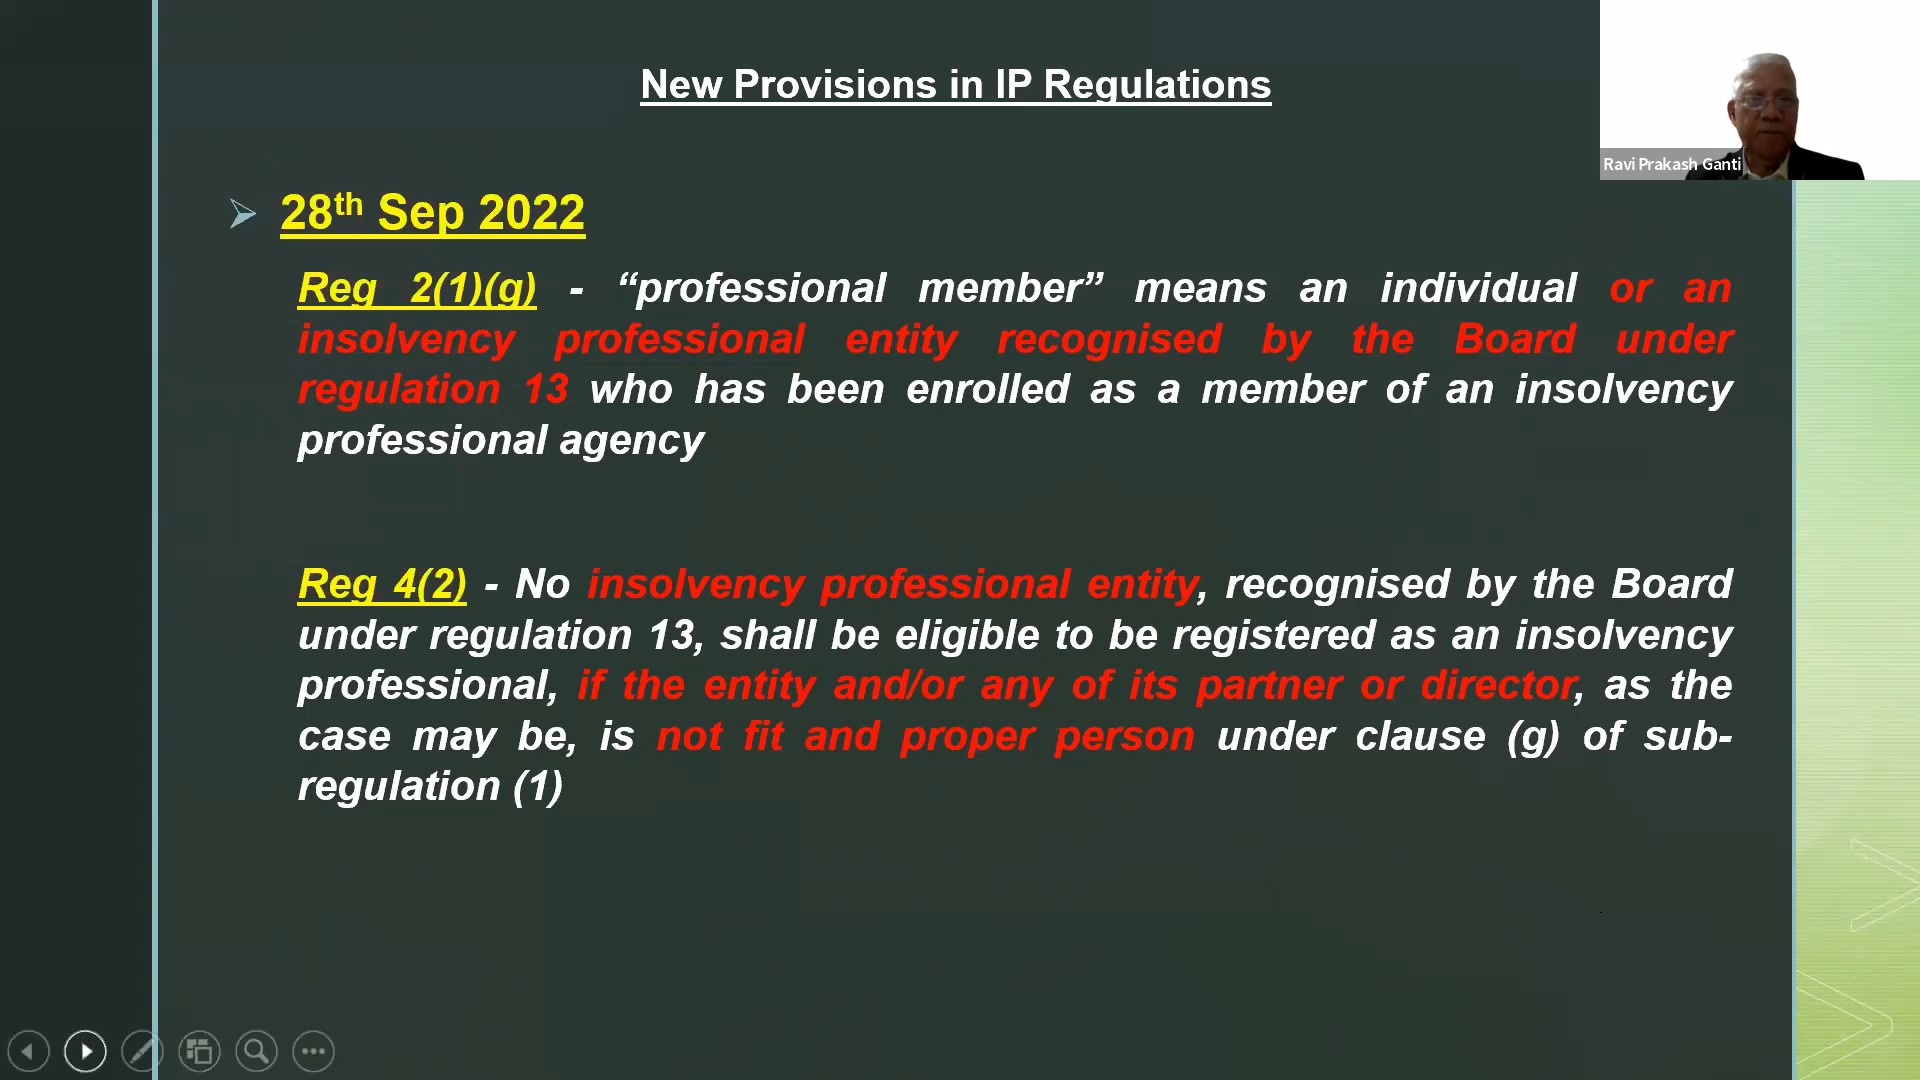 New Provisions in IP Regulations
Ravi Prakash Ganti
28th Sep 2022
Reg 2(1)(g) - “professional member” means an individual or an
insolvency professional entity recognised by the Board under
regulation 13 who has been enrolled as a member of an insolvency
professional agency
Reg 4(2) - No insolvency professional entity, recognised by the Board
under regulation 13, shall be eligible to be registered as an insolvency
professional, if the entity and/or any of its partner or director, as the
case may be, is not fit and proper person under clause (g) of sub-
regulation (1)